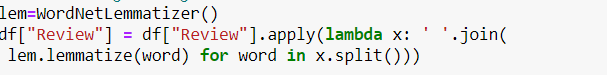 lem=WordNetLemmatizer()
df["Review"] = df["Review"].apply(lambda x: ' '.join(
lem.lemmatize(word) for word in x.split()))